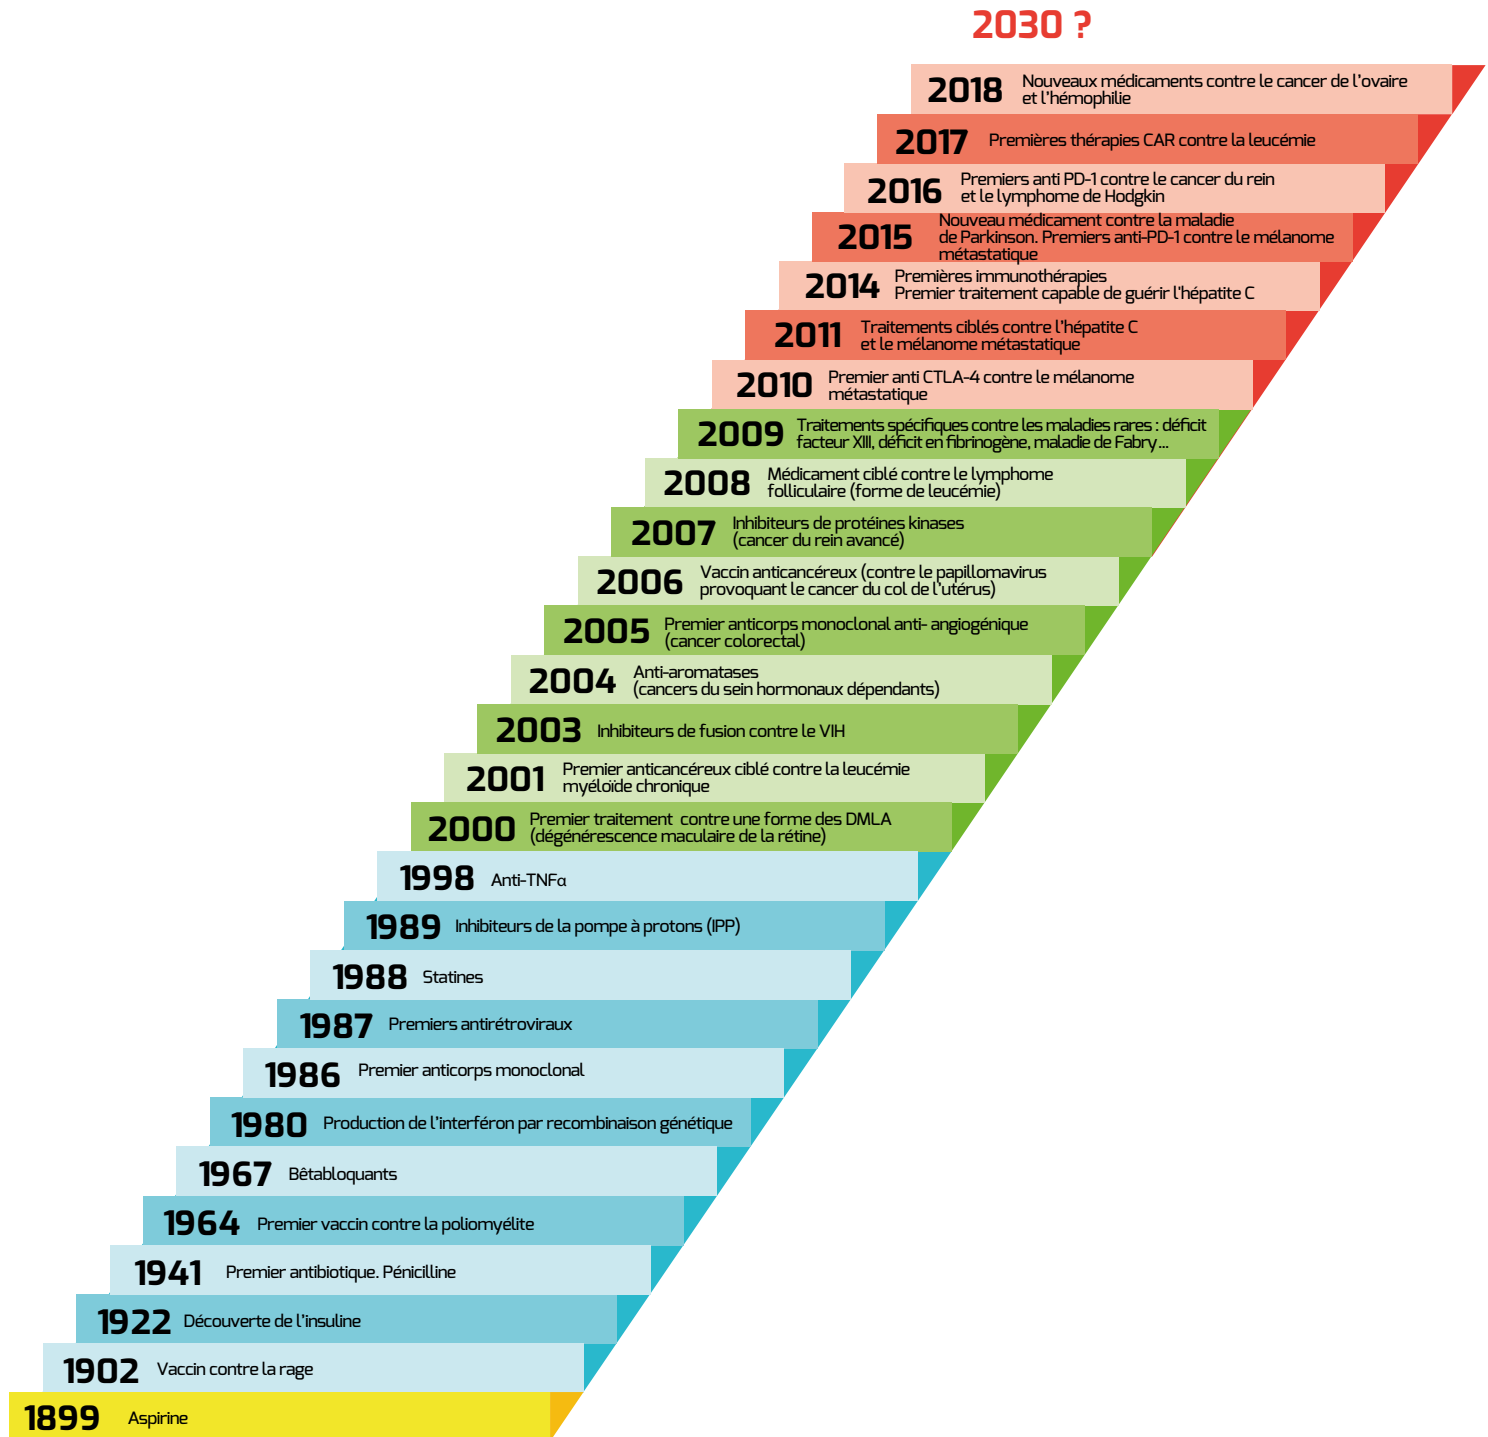 2030 ?
2018 Nouveaux médicaments contre le cancer de l'ovaire
et l'hémophilie
2017 Premières thérapies CAR contre la leucémie
2016 Premiers anti PD-1 contre le cancer du rein
et le lymphome de Hodgkin
2015 Nouveau médicament contre la maladie
de Parkinson. Premiers anti-PD-1 contre le mélanome
métastatique
2014 Premières immunothérapies
Premier traitement capable de guérir l'hépatite C
2011 Traitements ciblés contre l'hépatite C
et le mélanome métastatique
2010 Premier anti CTLA-4 contre le mélanome
métastatique
2009 Traitements spécifiques contre les maladies rares : déficit
facteur XIII, déficit en fibrinogène, maladie de Fabry...
2008 Médicament ciblé contre le lymphome
folliculaire (forme de leucémie)
2007 Inhibiteurs de protéines kinases
(cancer du rein avancé)
2006 Vaccin anticancéreux (contre le papillomavirus
provoquant le cancer du col de l'utérus)
2005 Premier anticorps monoclonal anti- angiogénique
(cancer colorectal)
2004 Anti-aromatases
(cancers du sein hormonaux dépendants)
2003 Inhibiteurs de fusion contre le VIH
2001 Premier anticancéreux ciblé contre la leucémie
myéloïde chronique
2000 Premier traitement contre une forme des DMLA
(dégénérescence maculaire de la rétine)
1998 Anti-TNFα
1989 Inhibiteurs de la pompe à protons (IPP)
1988 Statines
1987 Premiers antirétroviraux
1986 Premier anticorps monoclonal
1980 Production de l'interféron par recombinaison génétique
1967 Bêtabloquants
1964 Premier vaccin contre la poliomyélite
1941 Premier antibiotique. Pénicilline
1922 Découverte de l'insuline
1902 Vaccin contre la rage
1899 Aspirine